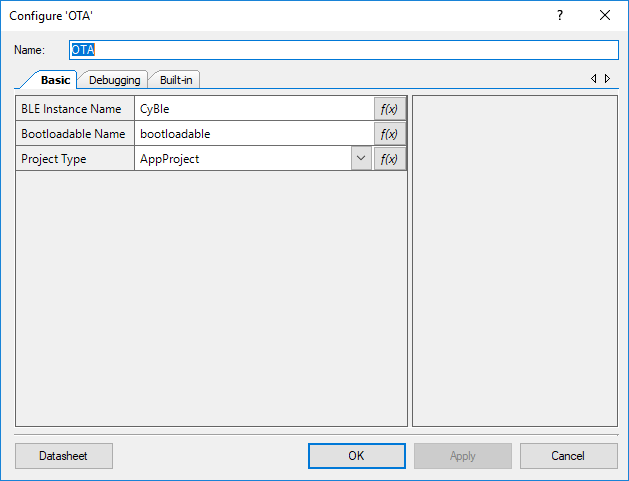 Configure 'OTA'
?
Name: OTA
Basic Debugging Built-in
BLE Instance Name CyBle f(x)
Bootloadable Name bootloadable f(x)
Project Type AppProject f(x)
Datasheet OK Apply Cancel